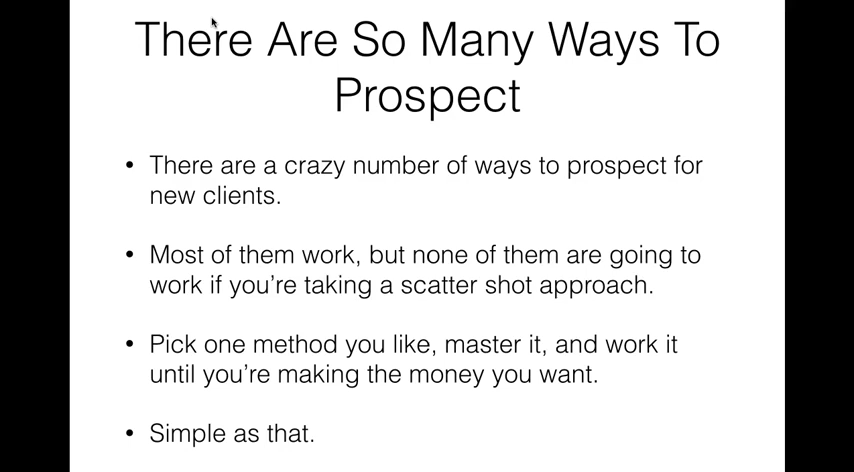 There Are So Many Ways To
Prospect
• There are a crazy number of ways to prospect for
new clients.
• Most of them work, but none of them are going to
work if you’re taking a scatter shot approach.
• Pick one method you like, master it, and work it
until you’re making the money you want.
• Simple as that.